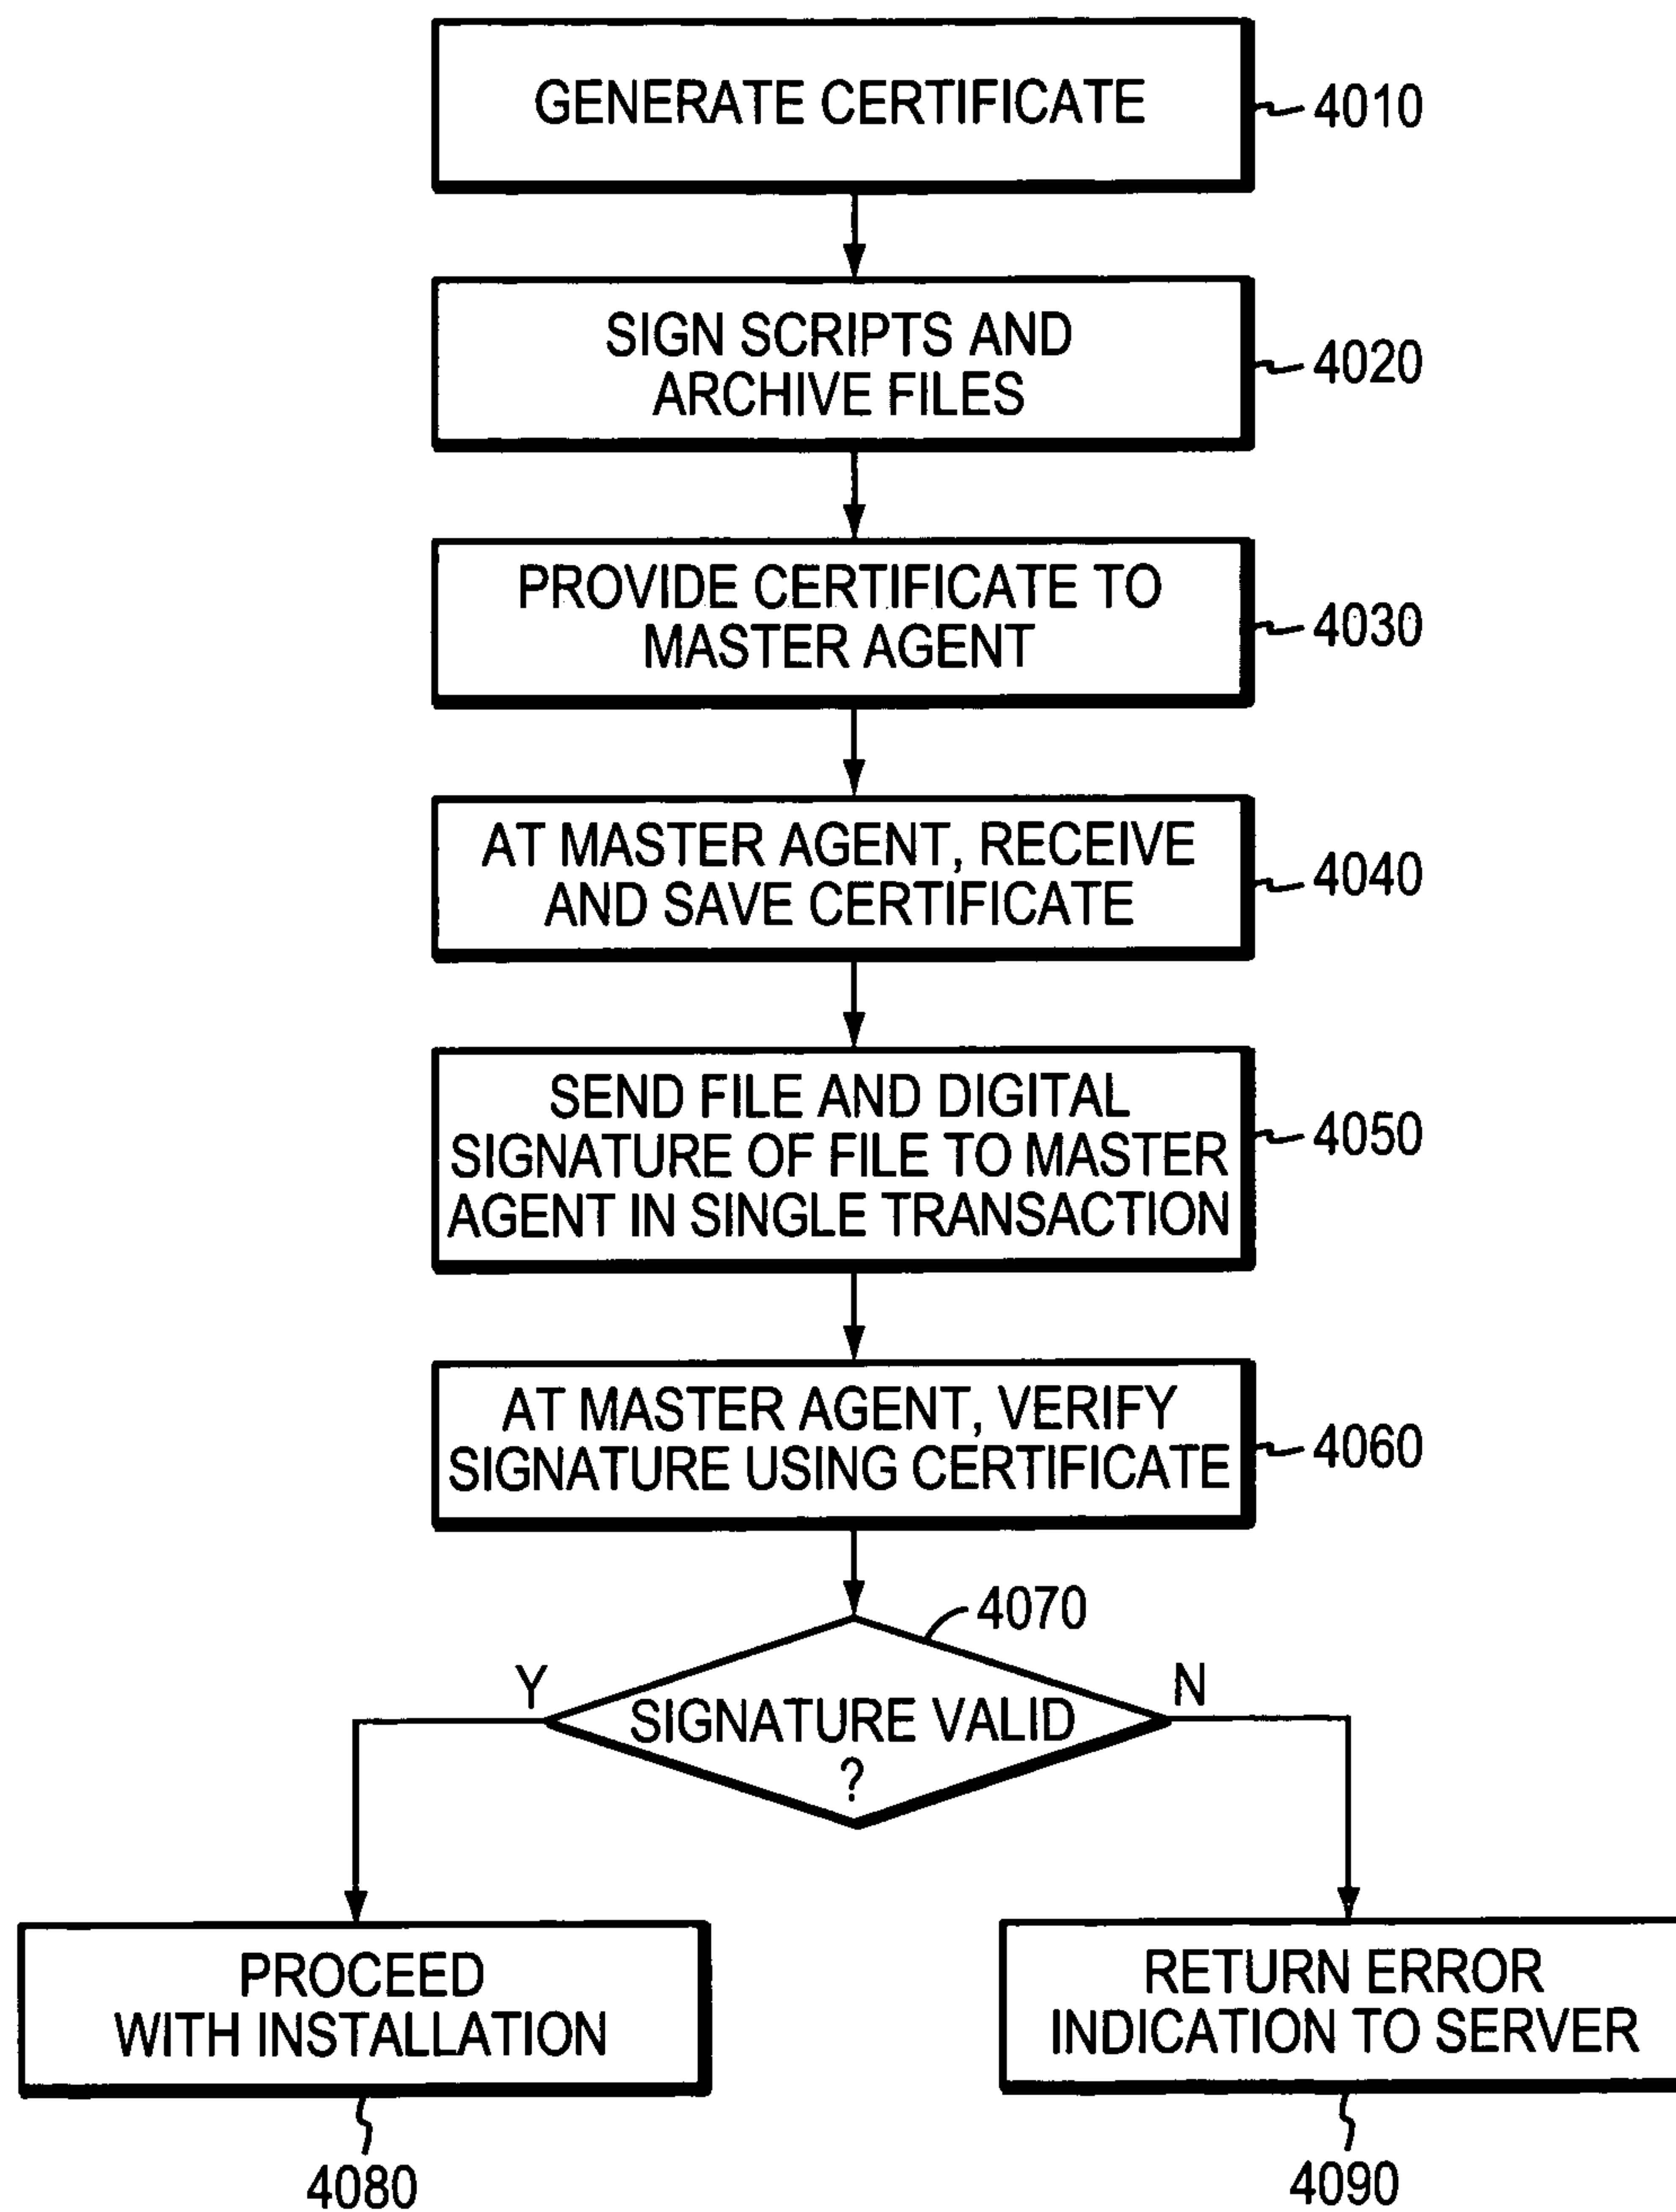 GENERATE CERTIFICATE
4010
SIGN SCRIPTS AND
ARCHIVE FILES
4020
PROVIDE CERTIFICATE TO
MASTER AGENT
4030
AT MASTER AGENT, RECEIVE
AND SAVE CERTIFICATE
4040
SEND FILE AND DIGITAL
SIGNATURE OF FILE TO MASTER
AGENT IN SINGLE TRANSACTION
4050
AT MASTER AGENT, VERIFY
SIGNATURE USING CERTIFICATE
4060
4070
Y
N
SIGNATURE VALID
?
PROCEED
WITH INSTALLATION
4080
RETURN ERROR
INDICATION TO SERVER
4090